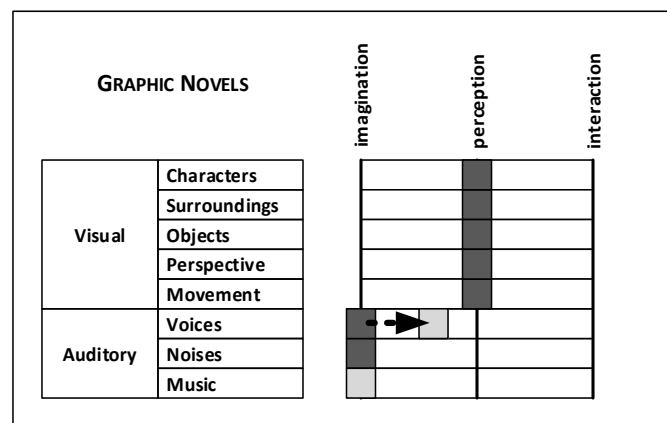 GRAPHIC NOVELS
imagination
perception
interaction
Visual
Characters
Surroundings
Objects
Perspective
Movement
Auditory
Voices
Noises
Music